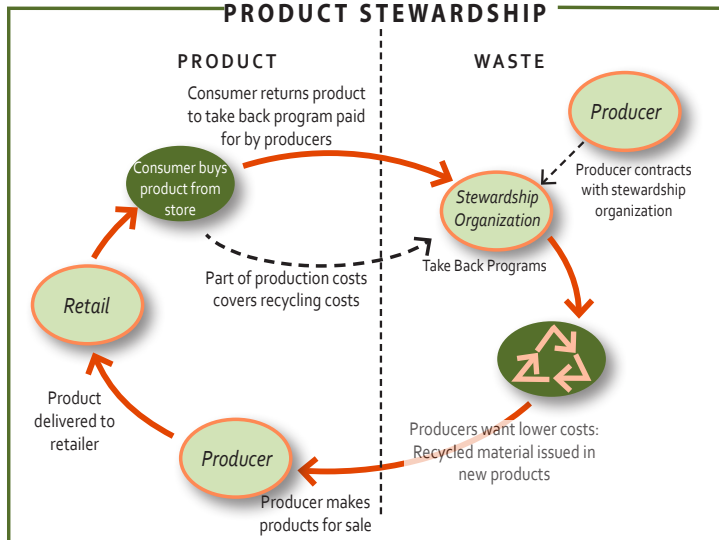 PRODUCT STEWARDSHIP
PRODUCT
WASTE
Consumer returns product
to take back program paid
for by producers
Producer
Consumer buys
product from
store
Producer contracts
with stewardship
organization
Stewardship
Organization
Take Back Programs
Part of production costs
covers recycling costs
Retail
Product
delivered to
retailer
Producers want lower costs:
Recycled material issued in
new products
Producer
Producer makes
products for sale